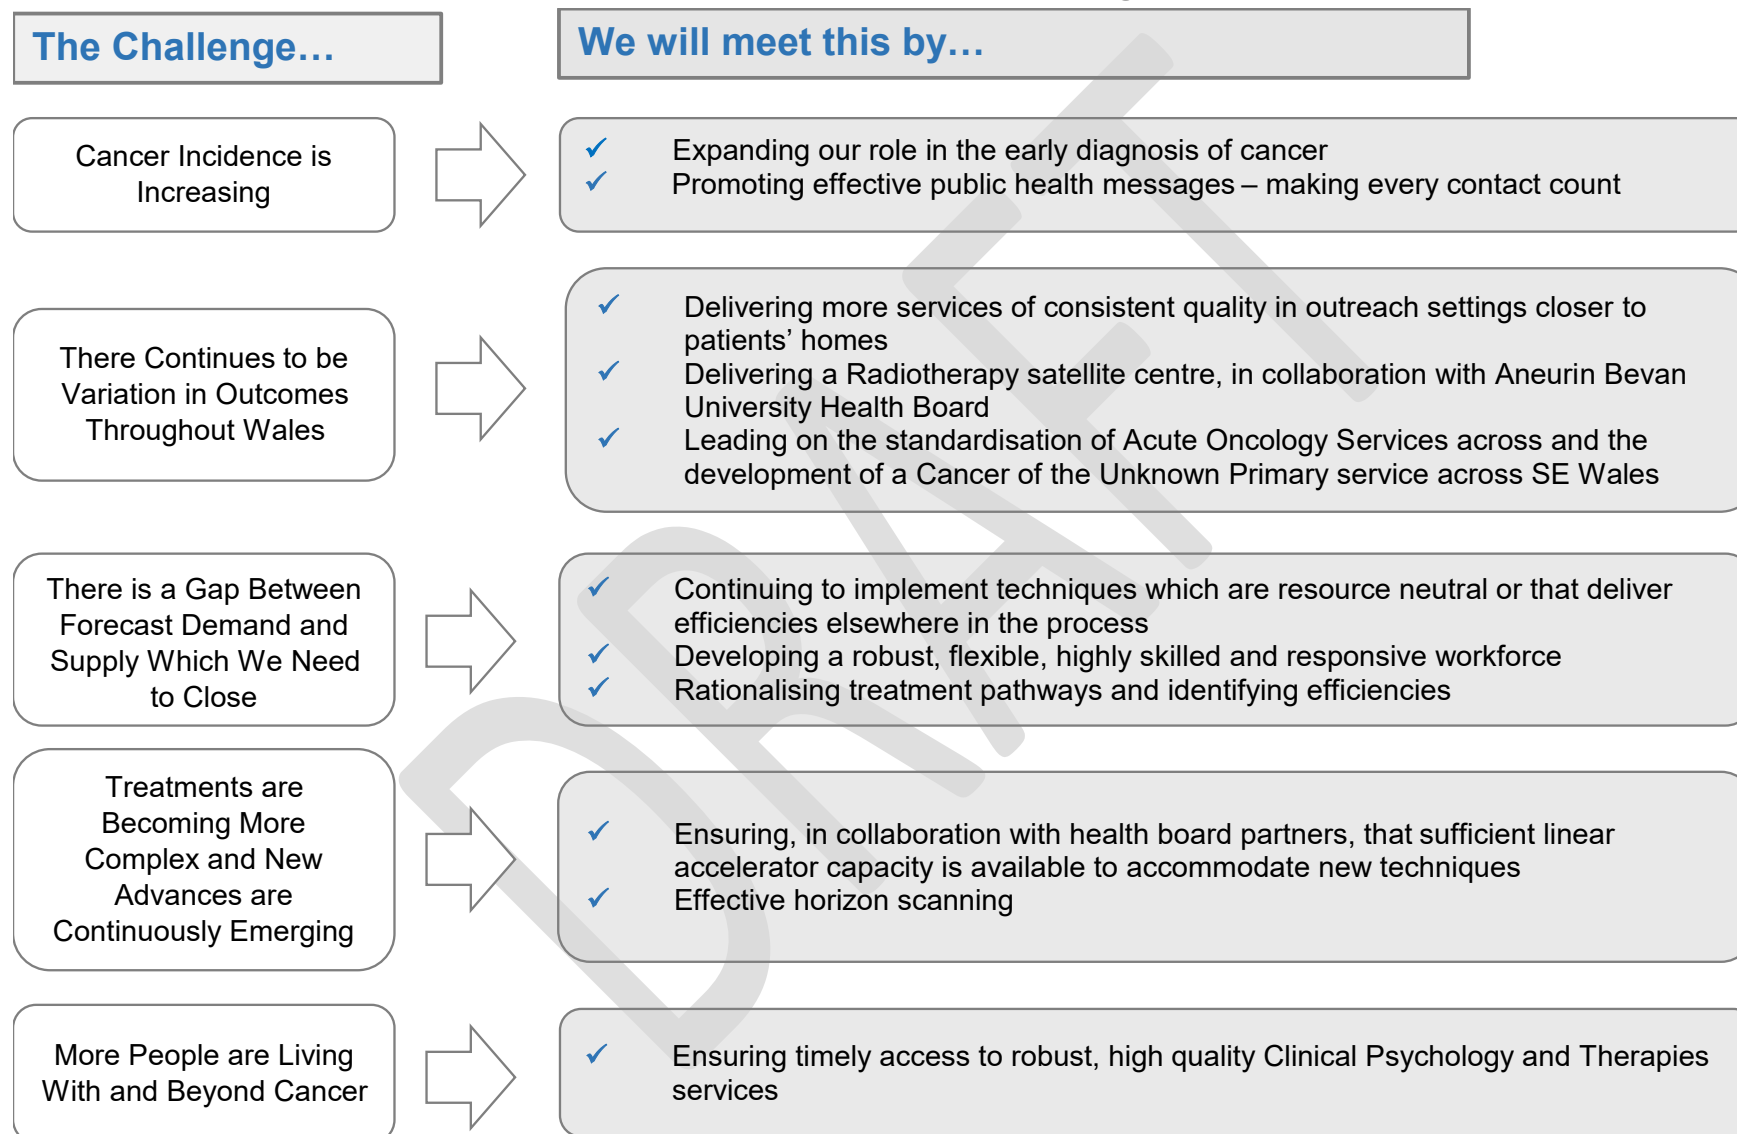 The Challenge…
We will meet this by…
Cancer Incidence is
Increasing
✓ Expanding our role in the early diagnosis of cancer
✓ Promoting effective public health messages – making every contact count
There Continues to be
Variation in Outcomes
Throughout Wales
✓ Delivering more services of consistent quality in outreach settings closer to
patients’ homes
✓ Delivering a Radiotherapy satellite centre, in collaboration with Aneurin Bevan
University Health Board
✓ Leading on the standardisation of Acute Oncology Services across and the
development of a Cancer of the Unknown Primary service across SE Wales
There is a Gap Between
Forecast Demand and
Supply Which We Need
to Close
✓ Continuing to implement techniques which are resource neutral or that deliver
efficiencies elsewhere in the process
✓ Developing a robust, flexible, highly skilled and responsive workforce
✓ Rationalising treatment pathways and identifying efficiencies
Treatments are
Becoming More
Complex and New
Advances are
Continuously Emerging
✓ Ensuring, in collaboration with health board partners, that sufficient linear
accelerator capacity is available to accommodate new techniques
✓ Effective horizon scanning
More People are Living
With and Beyond Cancer
✓ Ensuring timely access to robust, high quality Clinical Psychology and Therapies
services
DRAFT